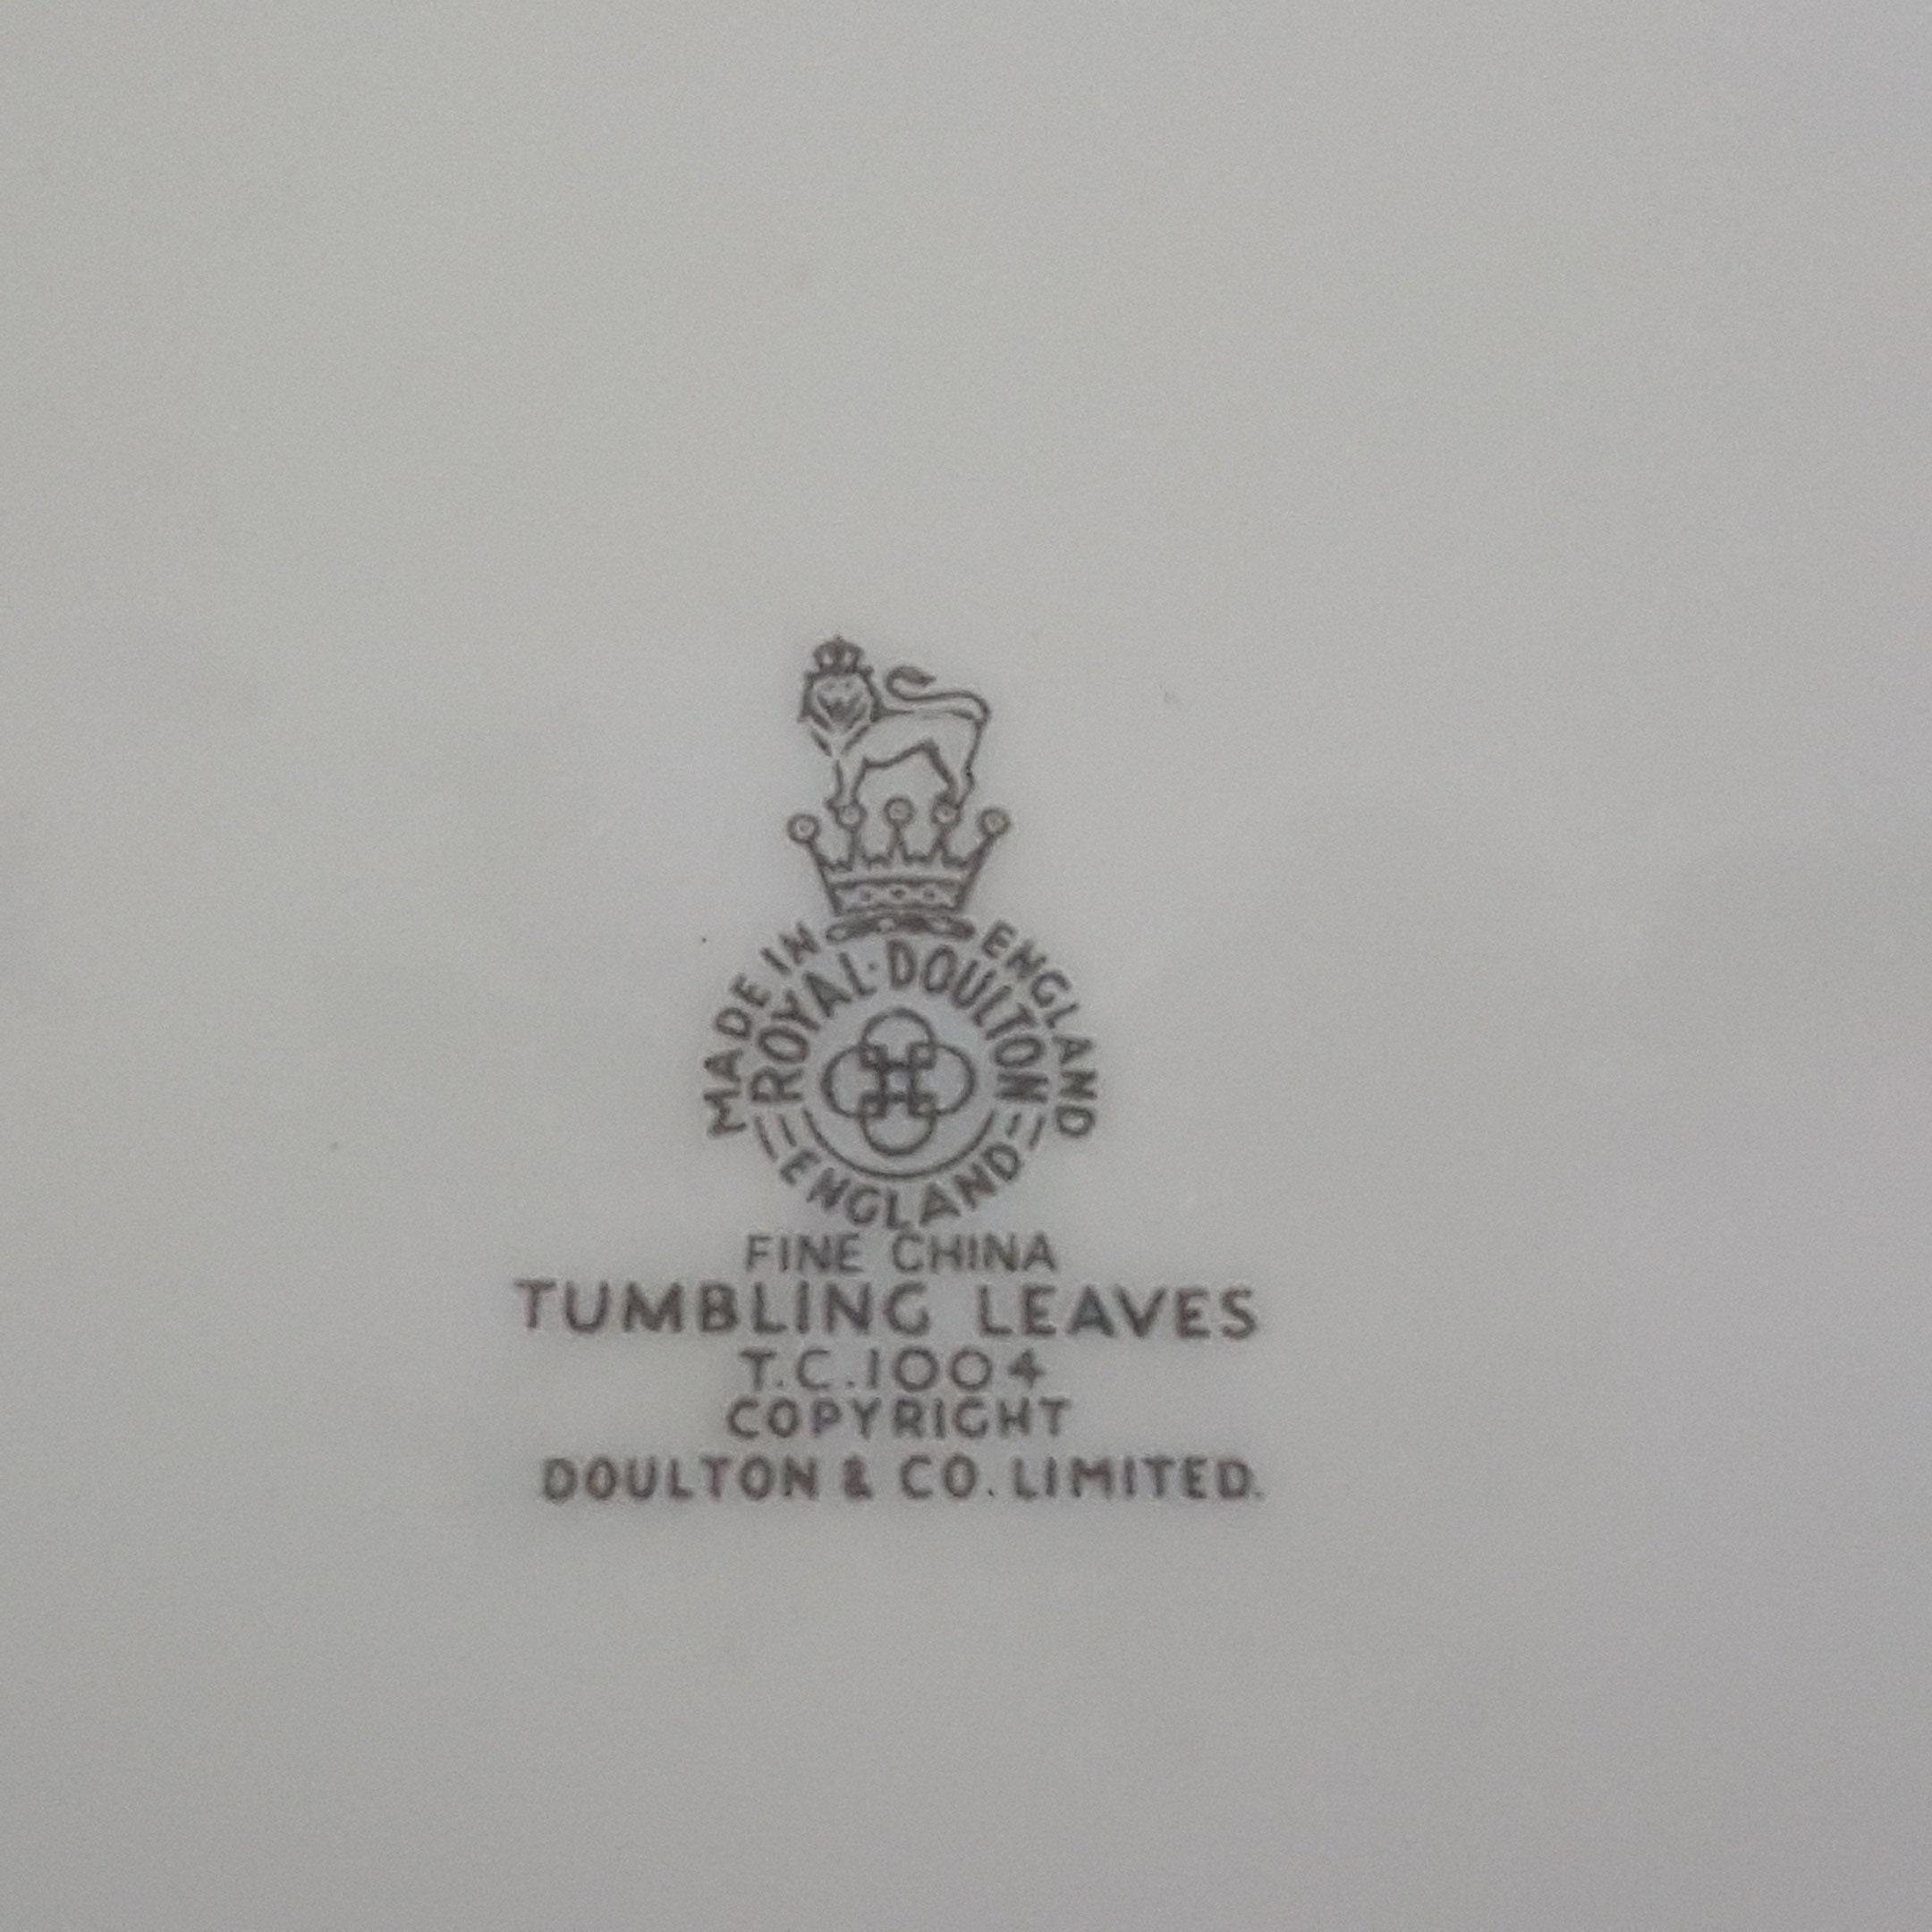 MADE IN ENGLAND
ROYAL·DOULTON
ENGLAND
FINE CHINA
TUMBLING LEAVES
T.C.1004
COPYRIGHT
DOULTON & CO. LIMITED.